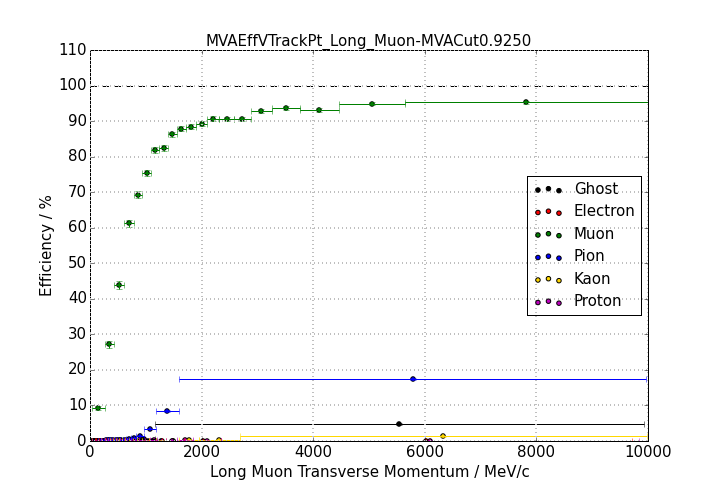 MVAEffVTrackPt_Long_Muon-MVACut0.9250
110
100
90
80
70
60
50
40
30
20
10
0
Efficiency / %
Ghost
Electron
Muon
Pion
Kaon
Proton
0 2000 4000 6000 8000 10000
Long Muon Transverse Momentum / MeV/c